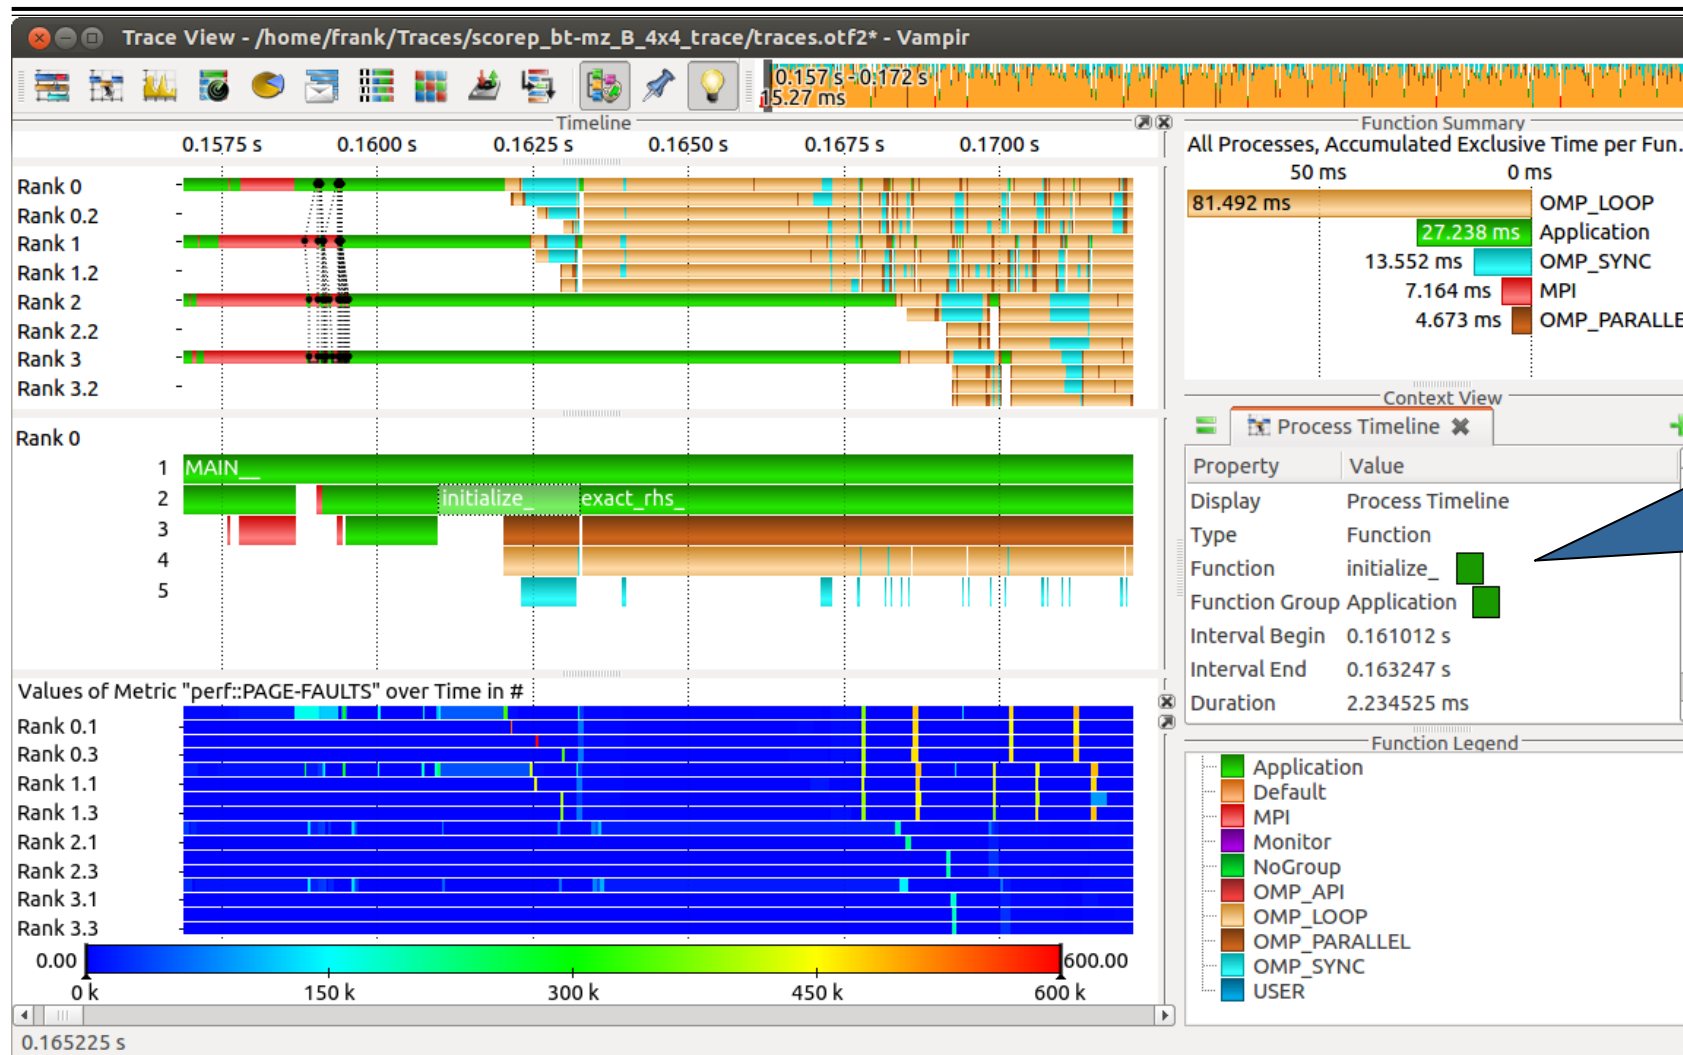 Trace View - /home/frank/Traces/scorep_bt-mz_B_4x4_trace/traces.otf2* - Vampir
0.157 s - 0.172 s
15.27 ms
Timeline
0.1575 s 0.1600 s 0.1625 s 0.1650 s 0.1675 s 0.1700 s
Rank 0
Rank 0.2
Rank 1
Rank 1.2
Rank 2
Rank 2.2
Rank 3
Rank 3.2
Rank 0
1 MAIN__
2 initialize_ exact_rhs_
3
4
5
Values of Metric "perf::PAGE-FAULTS" over Time in #
Rank 0.1
Rank 0.3
Rank 1.1
Rank 1.3
Rank 2.1
Rank 2.3
Rank 3.1
Rank 3.3
0.00 600.00
0 k 150 k 300 k 450 k 600 k
0.165225 s
Function Summary
All Processes, Accumulated Exclusive Time per Fun.
50 ms 0 ms
81.492 ms OMP_LOOP
27.238 ms Application
13.552 ms OMP_SYNC
7.164 ms MPI
4.673 ms OMP_PARALLE
Context View
Process Timeline
Property Value
Display Process Timeline
Type Function
Function initialize_
Function Group Application
Interval Begin 0.161012 s
Interval End 0.163247 s
Duration 2.234525 ms
Function Legend
Application
Default
MPI
Monitor
NoGroup
OMP_API
OMP_LOOP
OMP_PARALLEL
OMP_SYNC
USER